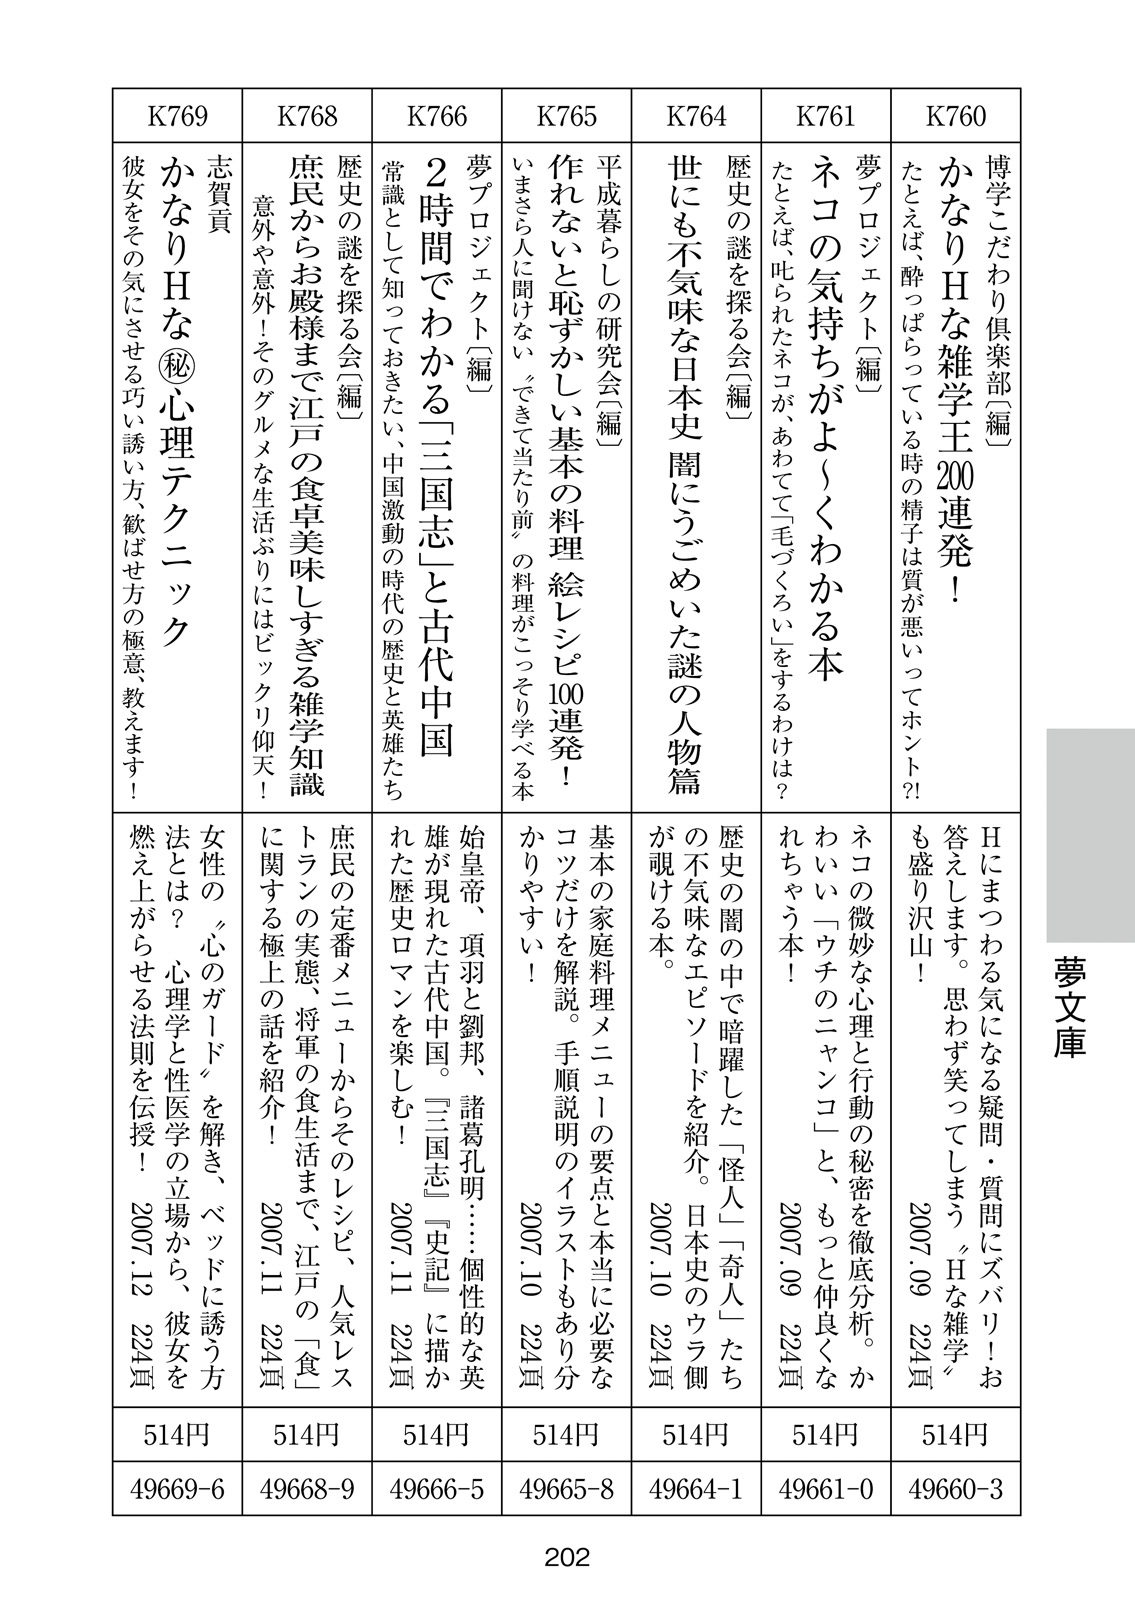 K760
博学こだわり倶楽部〔編〕
かなりHな雑学王200連発！
たとえば、酔っぱらっている時の精子は質が悪いってホント?!
Hにまつわる気になる疑問・質問にズバリ！お
答えします。思わず笑ってしまう〝Hな雑学〟
も盛り沢山！
2007.09 224頁
514円
49660-3
K761
夢プロジェクト〔編〕
ネコの気持ちがよ～くわかる本
たとえば、叱られたネコが、あわてて「毛づくろい」をするわけは？
ネコの微妙な心理と行動の秘密を徹底分析。か
わいい「ウチのニャンコ」と、もっと仲良くな
れちゃう本！
2007.09 224頁
514円
49661-0
K764
歴史の謎を探る会〔編〕
世にも不気味な日本史 闇にうごめいた謎の人物篇
歴史の闇の中で暗躍した「怪人」「奇人」たち
の不気味なエピソードを紹介。日本史のウラ側
が覗ける本。
2007.10 224頁
514円
49664-1
K765
平成暮らしの研究会〔編〕
作れないと恥ずかしい基本の料理 絵レシピ100連発！
いまさら人に聞けない〝できて当たり前〟の料理がこっそり学べる本
基本の家庭料理メニューの要点と本当に必要な
コツだけを解説。手順説明のイラストもあり分
かりやすい！
2007.10 224頁
514円
49665-8
K766
夢プロジェクト〔編〕
2時間でわかる「三国志」と古代中国
常識として知っておきたい、中国激動の時代の歴史と英雄たち
始皇帝、項羽と劉邦、諸葛孔明……個性的な英
雄が現れた古代中国。『三国志』『史記』に描か
れた歴史ロマンを楽しむ！
2007.11 224頁
514円
49666-5
K768
歴史の謎を探る会〔編〕
庶民からお殿様まで江戸の食卓美味しすぎる雑学知識
意外や意外！そのグルメな生活ぶりにはビックリ仰天！
庶民の定番メニューからそのレシピ、人気レス
トランの実態、将軍の食生活まで、江戸の「食」
に関する極上の話を紹介！
2007.11 224頁
514円
49668-9
K769
志賀貢
かなりHな㊙心理テクニック
彼女をその気にさせる巧い誘い方、歓ばせ方の極意、教えます！
女性の〝心のガード〟を解き、ベッドに誘う方
法とは？ 心理学と性医学の立場から、彼女を
燃え上がらせる法則を伝授！
2007.12 224頁
514円
49669-6
夢文庫
202